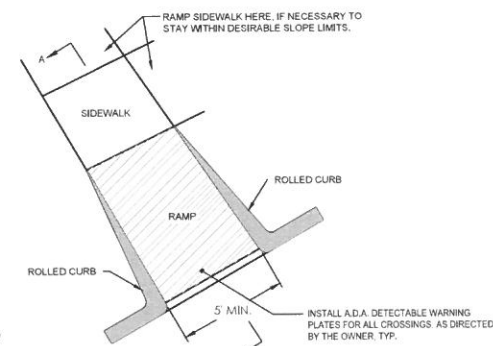 RAMP SIDEWALK HERE, IF NECESSARY TO
STAY WITHIN DESIRABLE SLOPE LIMITS.
A
SIDEWALK
ROLLED CURB
RAMP
ROLLED CURB
5' MIN.
INSTALL A.D.A. DETECTABLE WARNING
PLATES FOR ALL CROSSINGS. AS DIRECTED
BY THE OWNER, TYP.